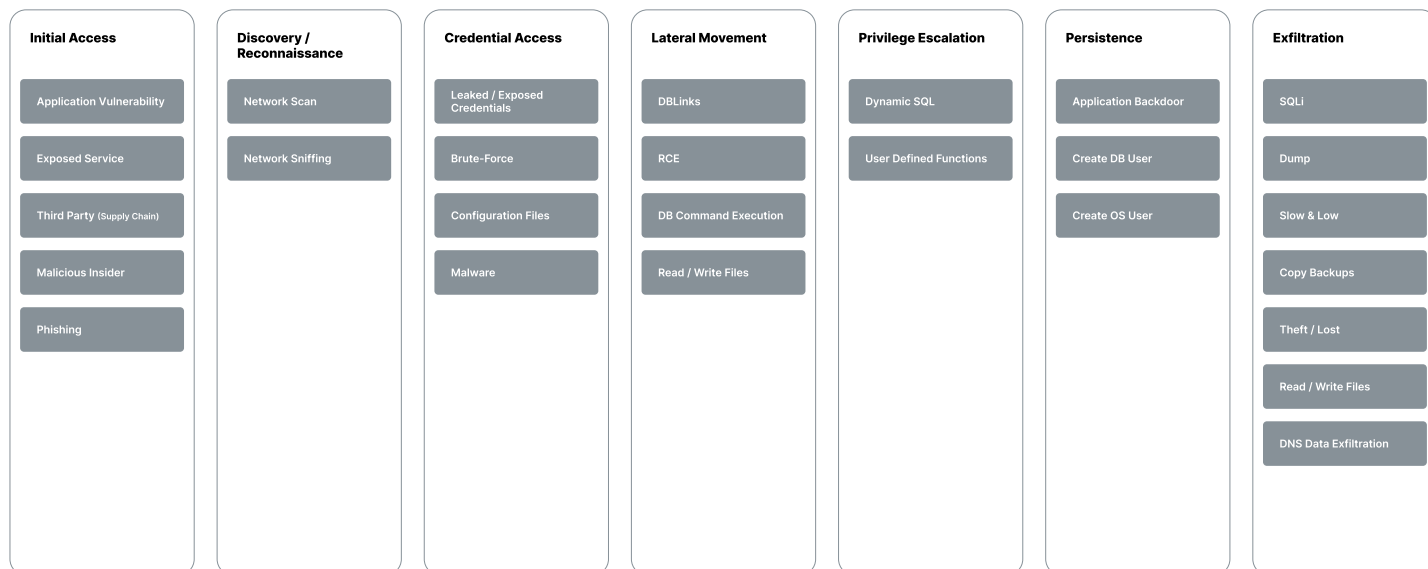 Initial Access
Application Vulnerability
Exposed Service
Third Party (Supply Chain)
Malicious Insider
Phishing
Discovery /
Reconnaissance
Network Scan
Network Sniffing
Credential Access
Leaked / Exposed
Credentials
Brute-Force
Configuration Files
Malware
Lateral Movement
DBLinks
RCE
DB Command Execution
Read / Write Files
Privilege Escalation
Dynamic SQL
User Defined Functions
Persistence
Application Backdoor
Create DB User
Create OS User
Exfiltration
SQLi
Dump
Slow & Low
Copy Backups
Theft / Lost
Read / Write Files
DNS Data Exfiltration